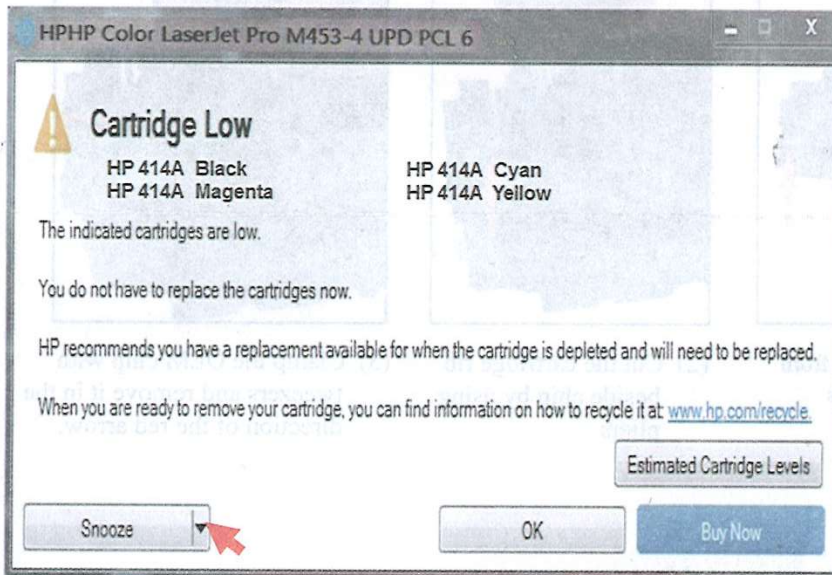 HPHP Color LaserJet Pro M453-4 UPD PCL 6
Cartridge Low
HP 414A Black
HP 414A Cyan
HP 414A Magenta
HP 414A Yellow
The indicated cartridges are low.
You do not have to replace the cartridges now.
HP recommends you have a replacement available for when the cartridge is depleted and will need to be replaced.
When you are ready to remove your cartridge, you can find information on how to recycle it at: www.hp.com/recycle.
Estimated Cartridge Levels
Snooze
OK
Buy Now